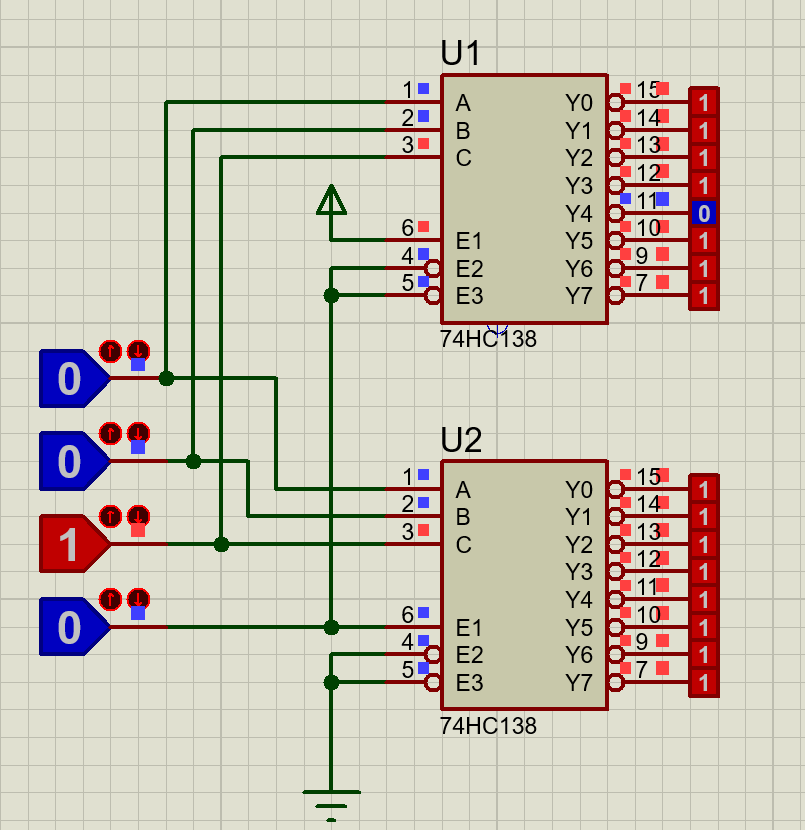 U1
1 A Y0 15 1
2 B Y1 14 1
3 C Y2 13 1
Y3 12 1
Y4 11 0
6 E1 Y5 10 1
4 E2 Y6 9 1
5 E3 Y7 7 1
74HC138
0
0
1
0
U2
1 A Y0 15 1
2 B Y1 14 1
3 C Y2 13 1
Y3 12 1
Y4 11 1
6 E1 Y5 10 1
4 E2 Y6 9 1
5 E3 Y7 7 1
74HC138